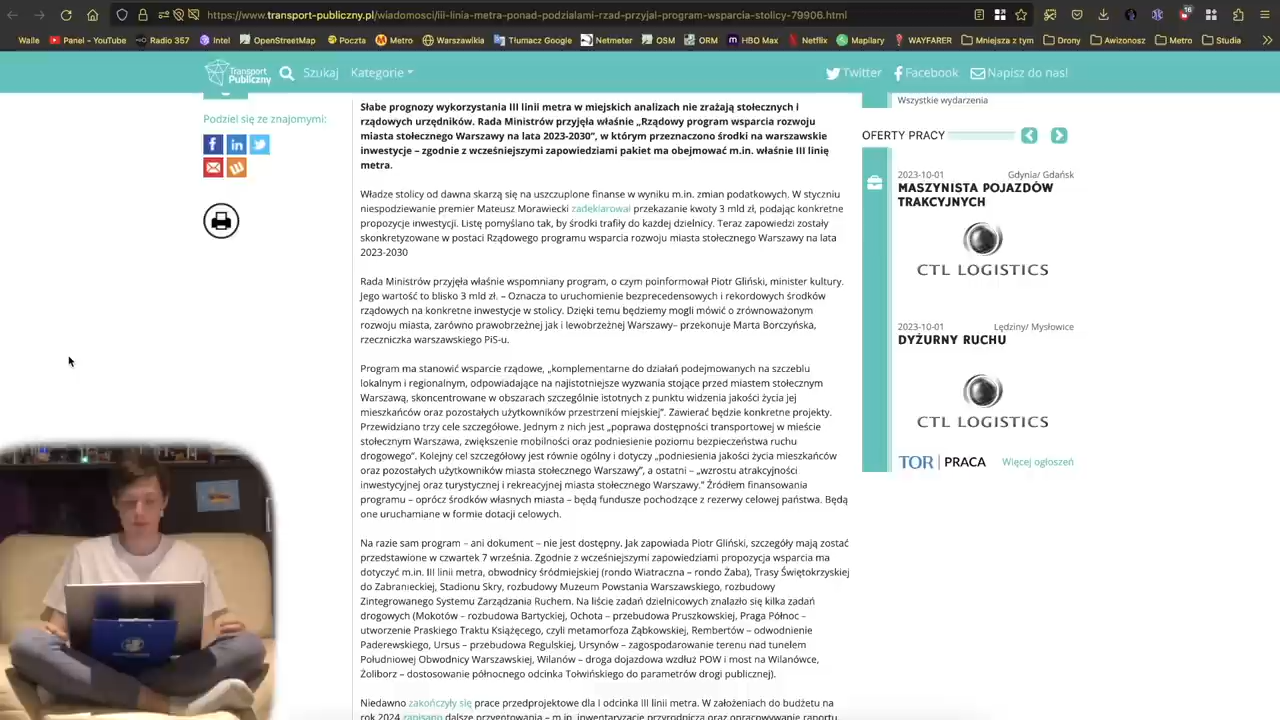 https://www.transport-publiczny.pl/wiadomosci/iii-linia-metra-ponad-podzialami-rzad-przyjal-program-wsparcia-stolicy-79906.html
16
Walle Panel - YouTube Radio 357 Intel OpenStreetMap Poczta Metro Warszawikia Tłumacz Google Netmeter OSM ORM HBO Max Netflix Mapilary WAYFARER Mniejsza z tym Drony Awizonosz Metro Studia
Transport Publiczny Szukaj Kategorie Twitter Facebook Napisz do nas!
Podziel się ze znajomymi:
Słabe prognozy wykorzystania III linii metra w miejskich analizach nie zrażają stołecznych i
rządowych urzędników. Rada Ministrów przyjęła właśnie „Rządowy program wsparcia rozwoju
miasta stołecznego Warszawy na lata 2023-2030”, w którym przeznaczono środki na warszawskie
inwestycje – zgodnie z wcześniejszymi zapowiedziami pakiet ma obejmować m.in. właśnie III linię
metra.
Władze stolicy od dawna skarżą się na uszczuplone finanse w wyniku m.in. zmian podatkowych. W styczniu
niespodziewanie premier Mateusz Morawiecki zadeklarował przekazanie kwoty 3 mld zł, podając konkretne
propozycje inwestycji. Listę pomyślano tak, by środki trafiły do każdej dzielnicy. Teraz zapowiedzi zostały
skonkretyzowane w postaci Rządowego programu wsparcia rozwoju miasta stołecznego Warszawy na lata
2023-2030
Rada Ministrów przyjęła właśnie wspomniany program, o czym poinformował Piotr Gliński, minister kultury.
Jego wartość to blisko 3 mld zł. – Oznacza to uruchomienie bezprecedensowych i rekordowych środków
rządowych na konkretne inwestycje w stolicy. Dzięki temu będziemy mogli mówić o zrównoważonym
rozwoju miasta, zarówno prawobrzeżnej jak i lewobrzeżnej Warszawy– przekonuje Marta Borczyńska,
rzeczniczka warszawskiego PiS-u.
Program ma stanowić wsparcie rządowe, „komplementarne do działań podejmowanych na szczeblu
lokalnym i regionalnym, odpowiadające na najistotniejsze wyzwania stojące przed miastem stołecznym
Warszawą, skoncentrowane w obszarach szczególnie istotnych z punktu widzenia jakości życia jej
mieszkańców oraz pozostałych użytkowników przestrzeni miejskiej”. Zawierać będzie konkretne projekty.
Przewidziano trzy cele szczegółowe. Jednym z nich jest „poprawa dostępności transportowej w mieście
stołecznym Warszawa, zwiększenie mobilności oraz podniesienie poziomu bezpieczeństwa ruchu
drogowego”. Kolejny cel szczegółowy jest równie ogólny i dotyczy „podniesienia jakości życia mieszkańców
oraz pozostałych użytkowników miasta stołecznego Warszawy”, a ostatni – „wzrostu atrakcyjności
inwestycyjnej oraz turystycznej i rekreacyjnej miasta stołecznego Warszawy.” Źródłem finansowania
programu – oprócz środków własnych miasta – będą fundusze pochodzące z rezerwy celowej państwa. Będą
one uruchamiane w formie dotacji celowych.
Na razie sam program – ani dokument – nie jest dostępny. Jak zapowiada Piotr Gliński, szczegóły mają zostać
przedstawione w czwartek 7 września. Zgodnie z wcześniejszymi zapowiedziami propozycja wsparcia ma
dotyczyć m.in. III linii metra, obwodnicy śródmiejskiej (rondo Wiatraczna – rondo Żaba), Trasy Świętokrzyskiej
do Zabranieckiej, Stadionu Skry, rozbudowy Muzeum Powstania Warszawskiego, rozbudowy
Zintegrowanego Systemu Zarządzania Ruchem. Na liście zadań dzielnicowych znalazło się kilka zadań
drogowych (Mokotów – rozbudowa Bartyckiej, Ochota – przebudowa Pruszkowskiej, Praga Północ –
utworzenie Praskiego Traktu Książęcego, czyli metamorfoza Ząbkowskiej, Rembertów – odwodnienie
Paderewskiego, Ursus – przebudowa Regulskiej, Ursynów – zagospodarowanie terenu nad tunelem
Południowej Obwodnicy Warszawskiej, Wilanów – droga dojazdowa wzdłuż POW i most na Wilanówce,
Żoliborz – dostosowanie północnego odcinka Tołwińskiego do parametrów drogi publicznej).
Niedawno zakończyły się prace przedprojektowe dla I odcinka III linii metra. W założeniach do budżetu na
rok 2024 zapisano dalsze przygotowania – m.in. inwentaryzację przyrodniczą oraz opracowywanie raportu
Wszystkie wydarzenia
OFERTY PRACY
2023-10-01 Gdynia/ Gdańsk
MASZYNISTA POJAZDÓW
TRAKCYJNYCH
CTL LOGISTICS
2023-10-01 Lędziny/ Mysłowice
DYŻURNY RUCHU
CTL LOGISTICS
TOR | PRACA Więcej ogłoszeń